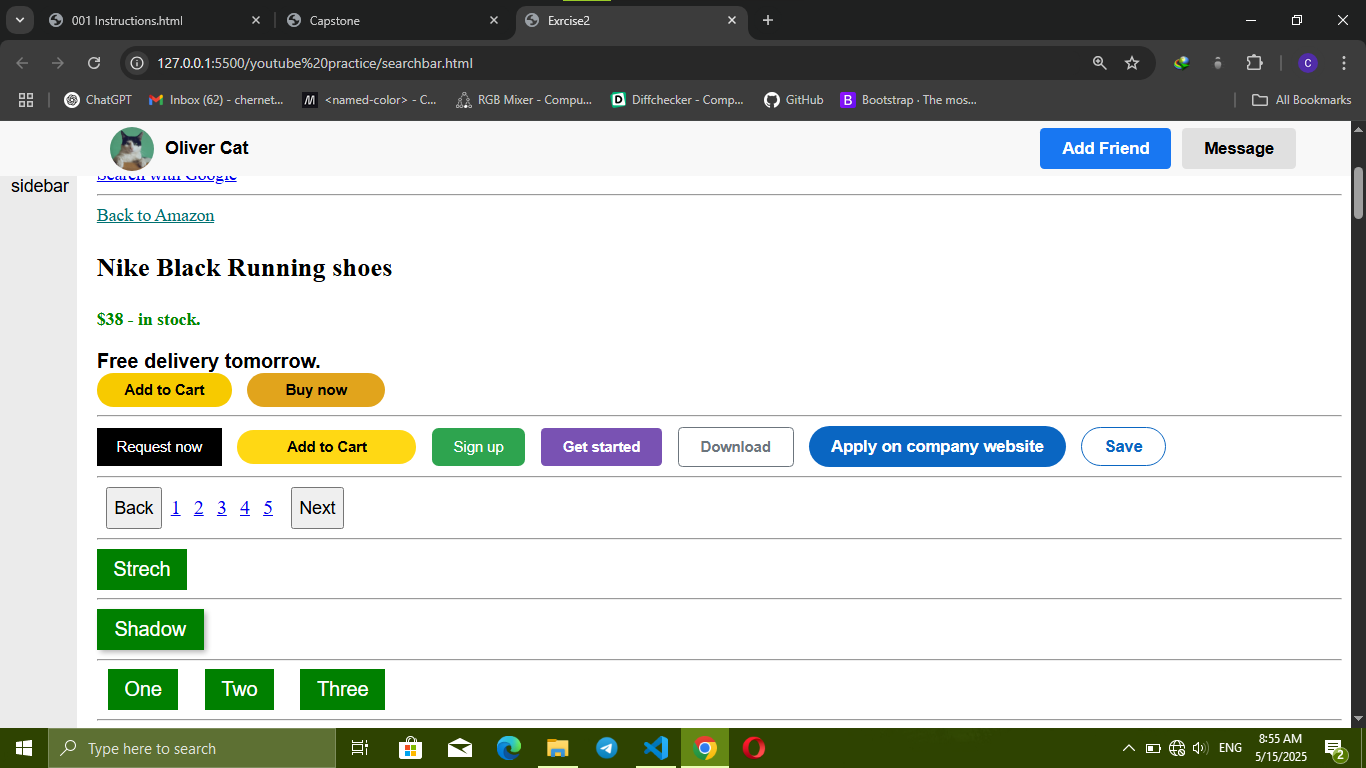 001 Instructions.html
Capstone
Exrcise2
127.0.0.1:5500/youtube%20practice/searchbar.html
C
ChatGPT
Inbox (62) - chernet...
<named-color> - C...
RGB Mixer - Compu...
Diffchecker - Comp...
GitHub
Bootstrap · The mos...
All Bookmarks
Oliver Cat
Add Friend
Message
sidebar
Search with Google
Back to Amazon
Nike Black Running shoes
$38 - in stock.
Free delivery tomorrow.
Add to Cart
Buy now
Request now
Add to Cart
Sign up
Get started
Download
Apply on company website
Save
Back 1 2 3 4 5 Next
Strech
Shadow
One Two Three
Type here to search
ENG
8:55 AM
5/15/2025
2